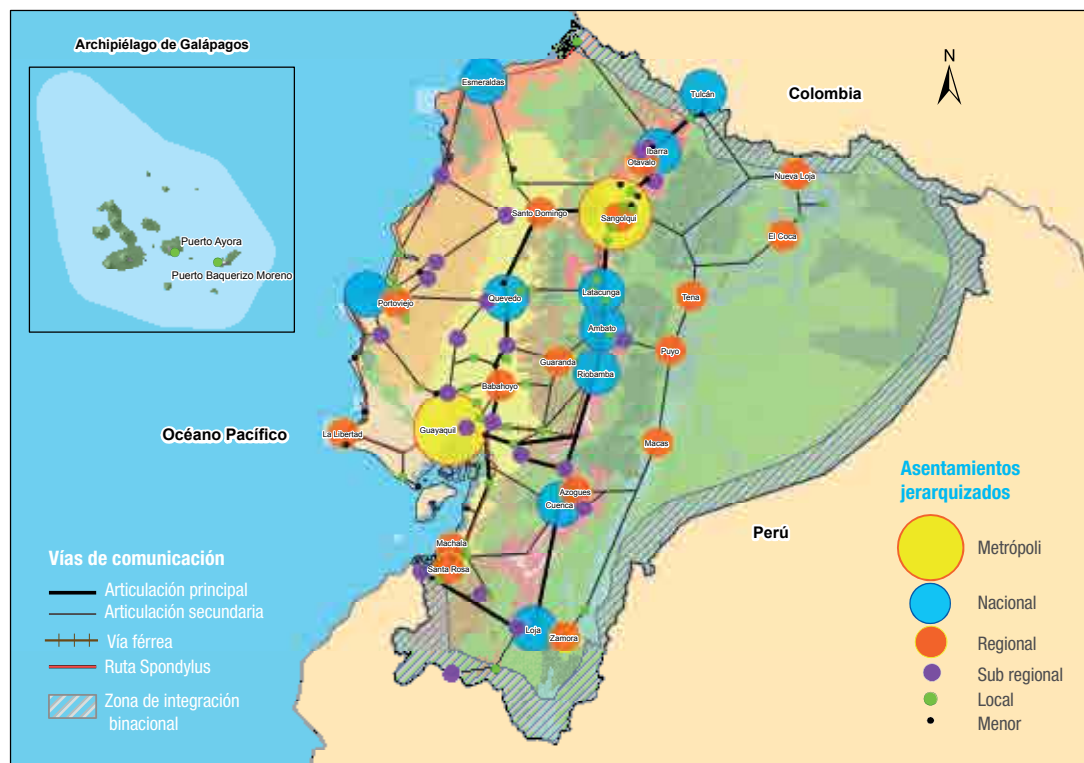 Archipiélago de Galápagos
Puerto Ayora
Puerto Baquerizo Moreno
N
Colombia
Esmeraldas
Tulcán
Ibarra
Otavalo
Nueva Loja
Santo Domingo
Sangolquí
El Coca
Portoviejo
Quevedo
Latacunga
Tena
Ambato
Puyo
Guaranda
Riobamba
Babahoyo
Océano Pacífico
La Libertad
Guayaquil
Macas
Azogues
Cuenca
Perú
Machala
Santa Rosa
Loja
Zamora
Vías de comunicación
Articulación principal
Articulación secundaria
Vía férrea
Ruta Spondylus
Zona de integración
binacional
Asentamientos
jerarquizados
Metrópoli
Nacional
Regional
Sub regional
Local
Menor